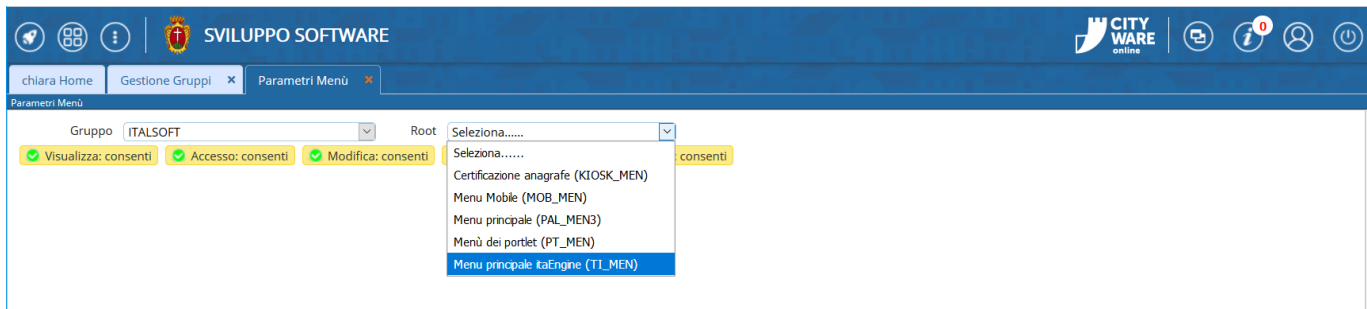 SVILUPPO SOFTWARE
CITY
WARE
online
0
chiara Home
Gestione Gruppi
Parametri Menù
Parametri Menù
Gruppo ITALSOFT Root Seleziona......
Visualizza: consenti Accesso: consenti Modifica: consenti : consenti
Seleziona......
Certificazione anagrafe (KIOSK_MEN)
Menu Mobile (MOB_MEN)
Menu principale (PAL_MEN3)
Menù dei portlet (PT_MEN)
Menu principale itaEngine (TI_MEN)